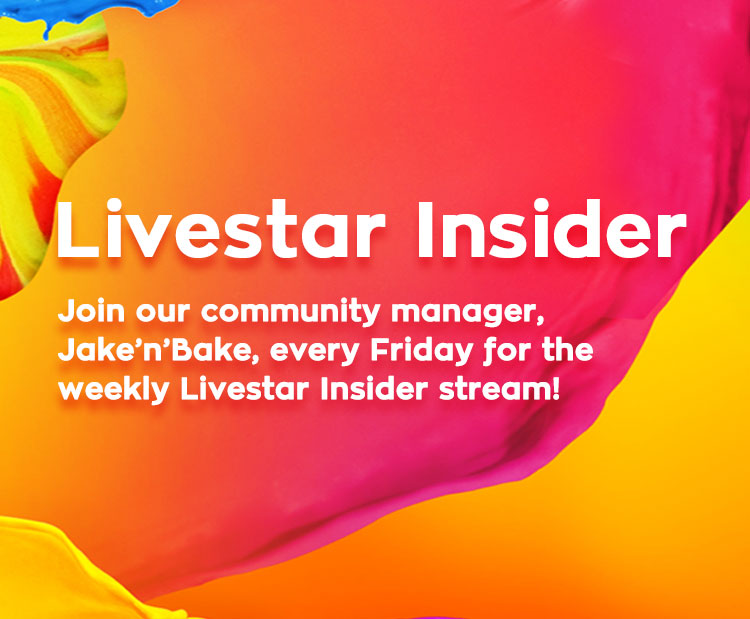 Livestar Insider
Join our community manager,
Jake’n’Bake, every Friday for the
weekly Livestar Insider stream!